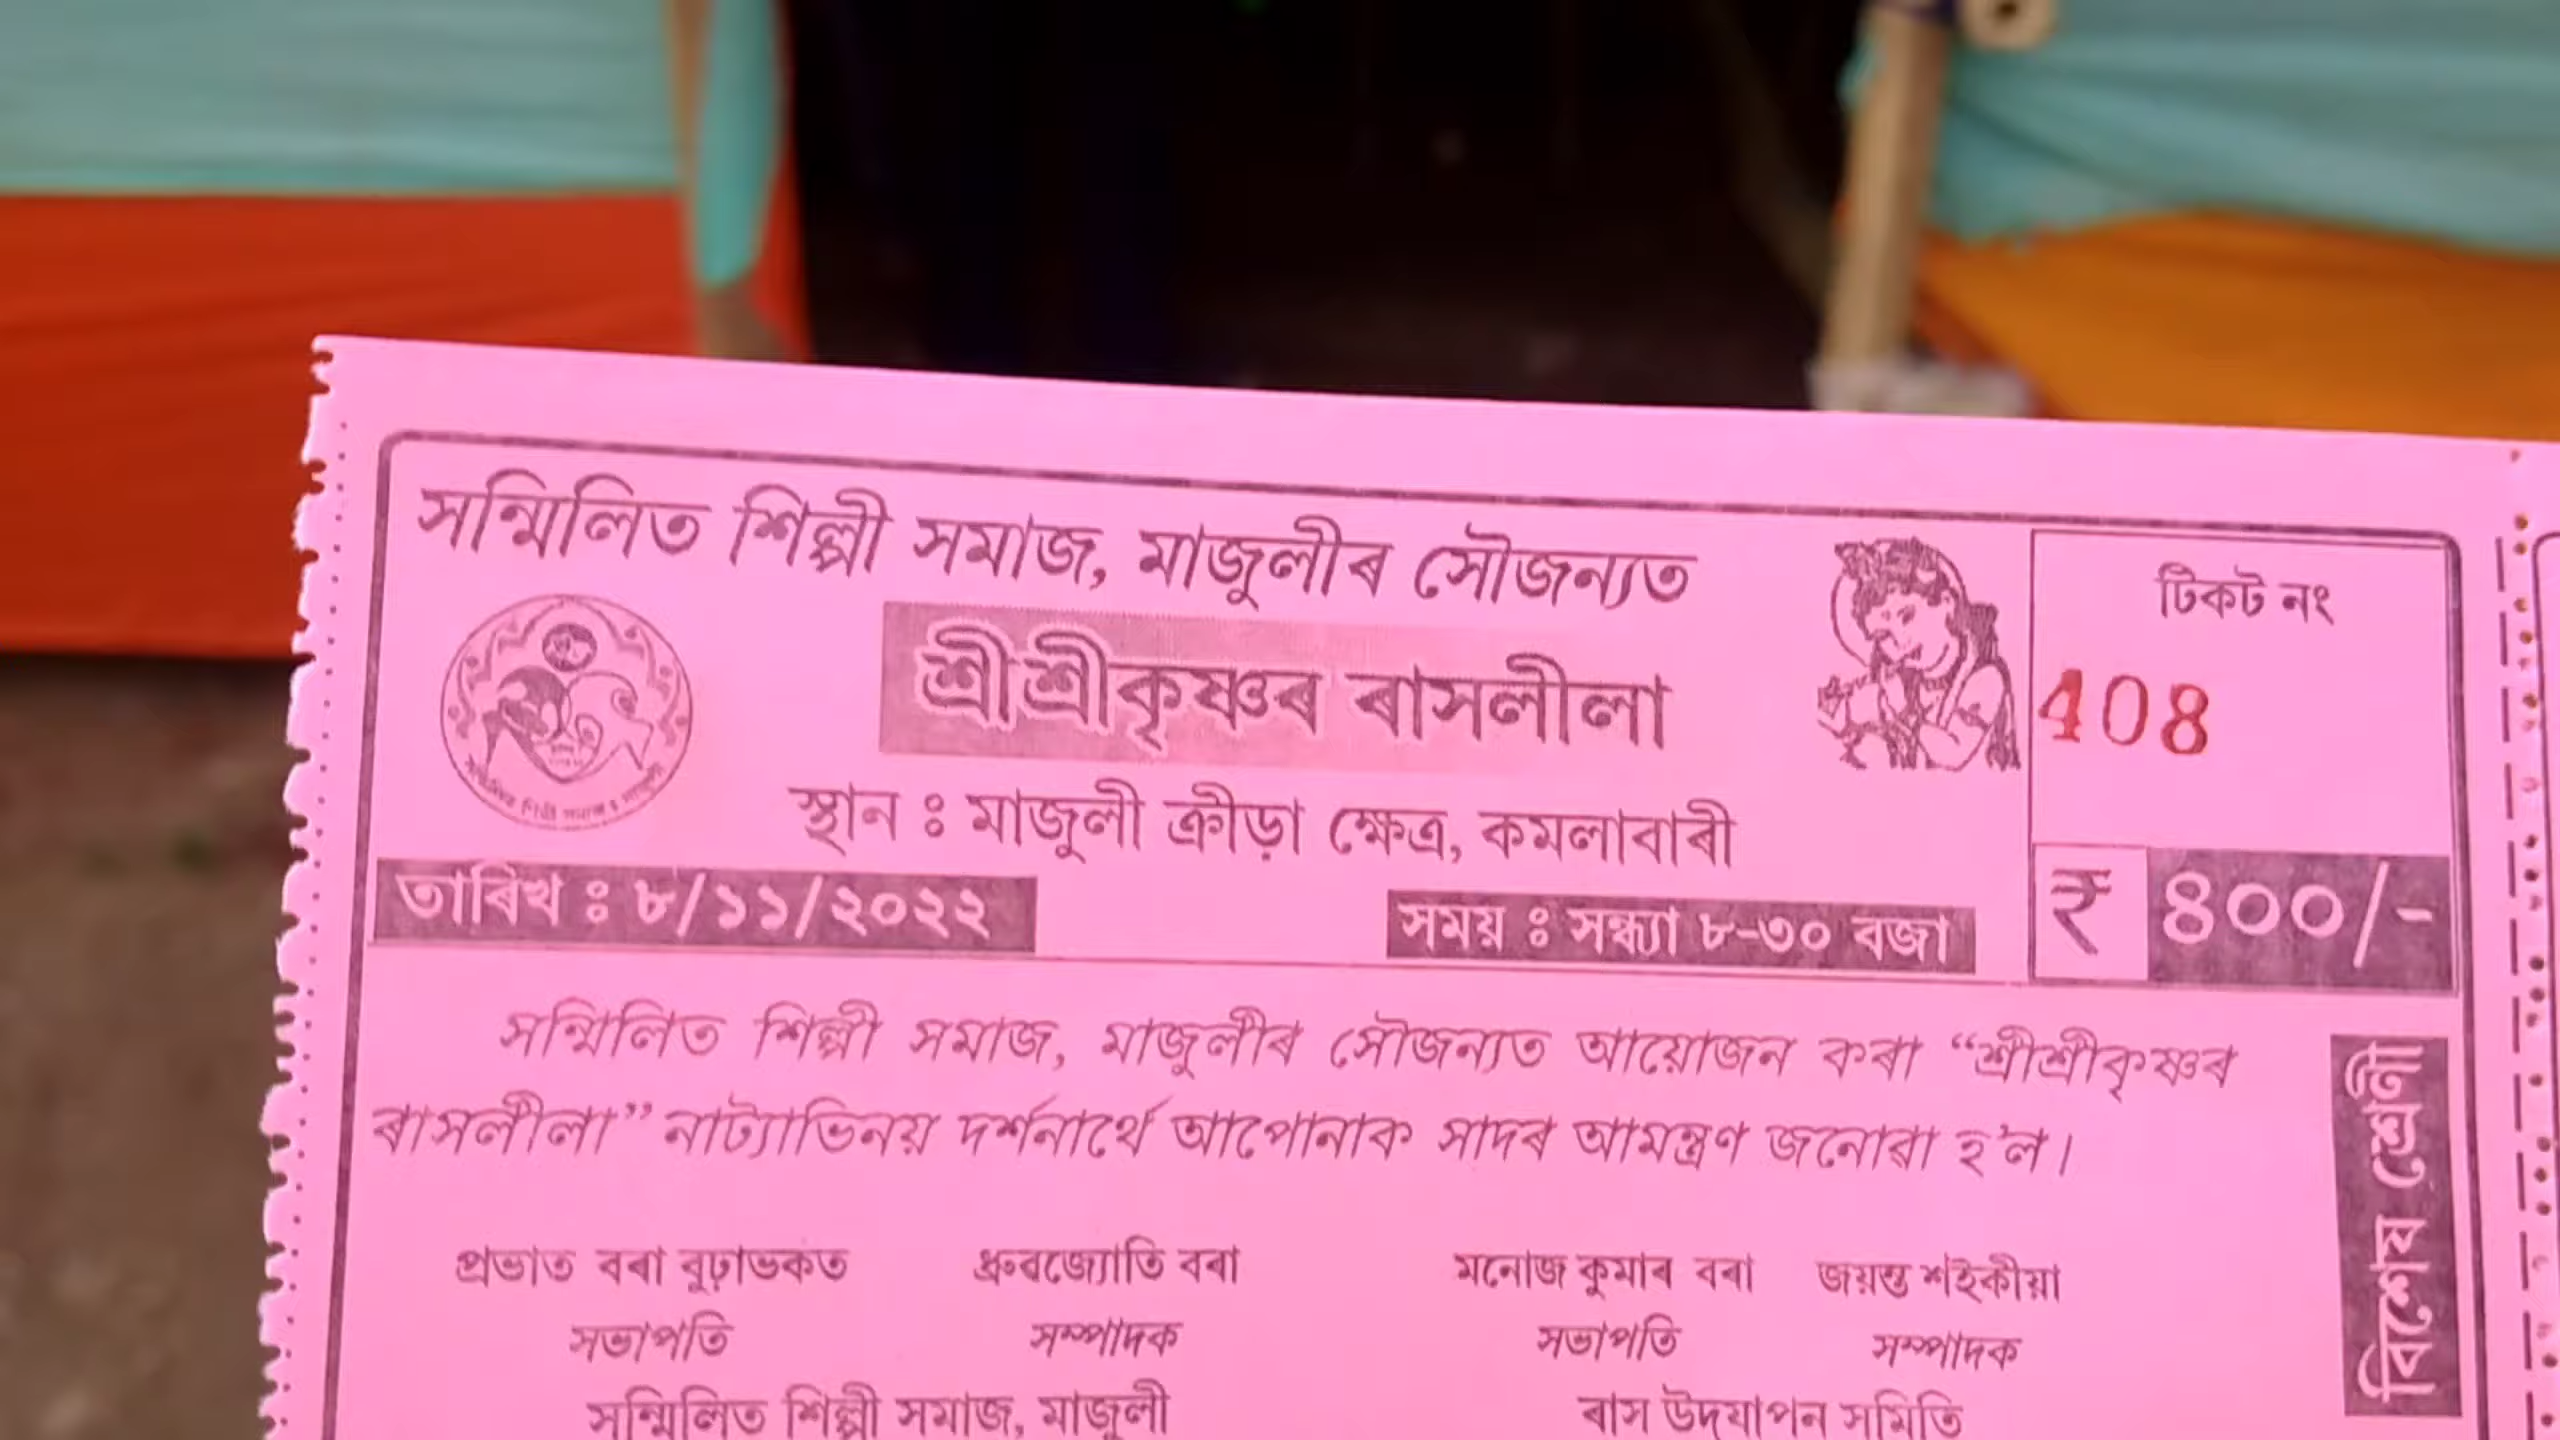 সন্মিলিত শিল্পী সমাজ, মাজুলীৰ সৌজন্যত
শ্ৰীশ্ৰীকৃষ্ণৰ ৰাসলীলা
স্থান : মাজুলী ক্ৰীড়া ক্ষেত্ৰ, কমলাবাৰী
তাৰিখ : ৮/১১/২০২২
সময় : সন্ধ্যা ৮-৩০ বজা
টিকট নং
408
₹ ৪০০/-
সন্মিলিত শিল্পী সমাজ, মাজুলীৰ সৌজন্যত আয়োজন কৰা “শ্ৰীশ্ৰীকৃষ্ণৰ
ৰাসলীলা” নাট্যাভিনয় দৰ্শনাৰ্থে আপোনাক সাদৰ আমন্ত্ৰণ জনোৱা হ'ল।
বিশেষ শ্ৰেণী
প্ৰভাত বৰা বুঢ়াভকত ধ্ৰুৱজ্যোতি বৰা মনোজ কুমাৰ বৰা জয়ন্ত শইকীয়া
সভাপতি সম্পাদক সভাপতি সম্পাদক
সন্মিলিত শিল্পী সমাজ, মাজুলী ৰাস উদযাপন সমিতি